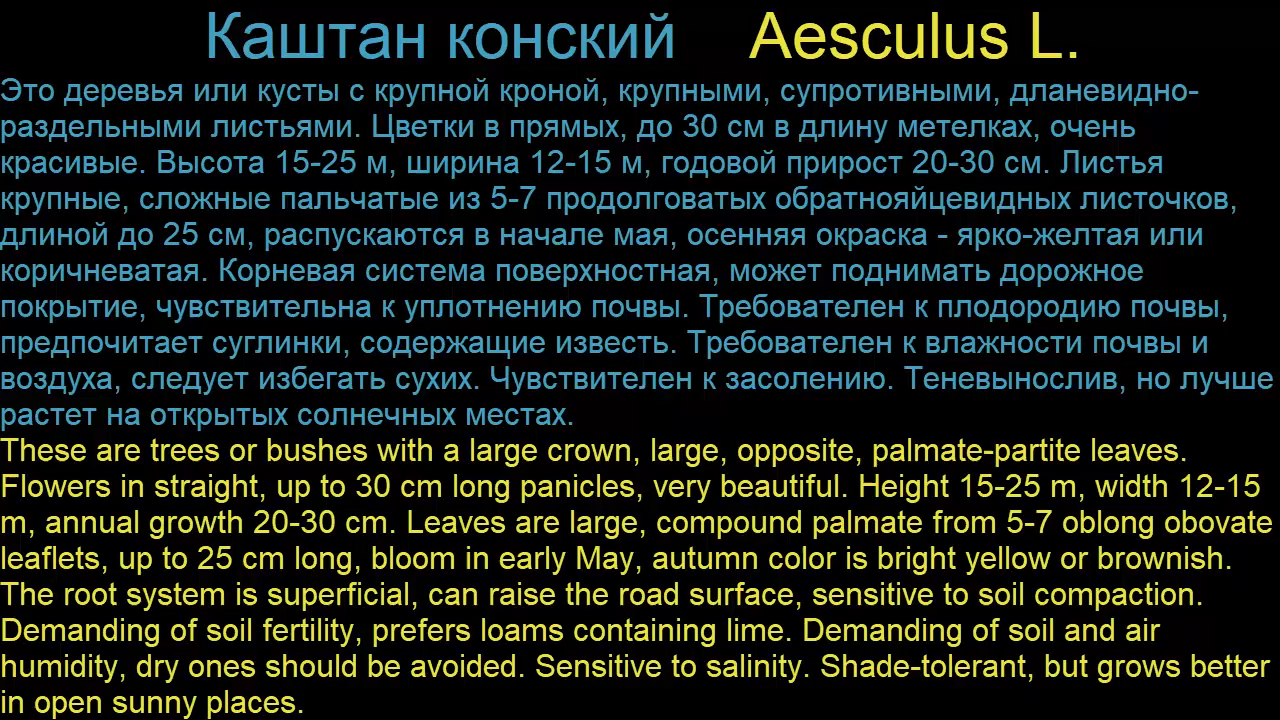 Каштан конский Aesculus L.
Это деревья или кусты с крупной кроной, крупными, супротивными, дланевидно-
раздельными листьями. Цветки в прямых, до 30 см в длину метелках, очень
красивые. Высота 15-25 м, ширина 12-15 м, годовой прирост 20-30 см. Листья
крупные, сложные пальчатые из 5-7 продолговатых обратнояйцевидных листочков,
длиной до 25 см, распускаются в начале мая, осенняя окраска - ярко-желтая или
коричневатая. Корневая система поверхностная, может поднимать дорожное
покрытие, чувствительна к уплотнению почвы. Требователен к плодородию почвы,
предпочитает суглинки, содержащие известь. Требователен к влажности почвы и
воздуха, следует избегать сухих. Чувствителен к засолению. Теневынослив, но лучше
растет на открытых солнечных местах.
These are trees or bushes with a large crown, large, opposite, palmate-partite leaves.
Flowers in straight, up to 30 cm long panicles, very beautiful. Height 15-25 m, width 12-15
m, annual growth 20-30 cm. Leaves are large, compound palmate from 5-7 oblong obovate
leaflets, up to 25 cm long, bloom in early May, autumn color is bright yellow or brownish.
The root system is superficial, can raise the road surface, sensitive to soil compaction.
Demanding of soil fertility, prefers loams containing lime. Demanding of soil and air
humidity, dry ones should be avoided. Sensitive to salinity. Shade-tolerant, but grows better
in open sunny places.